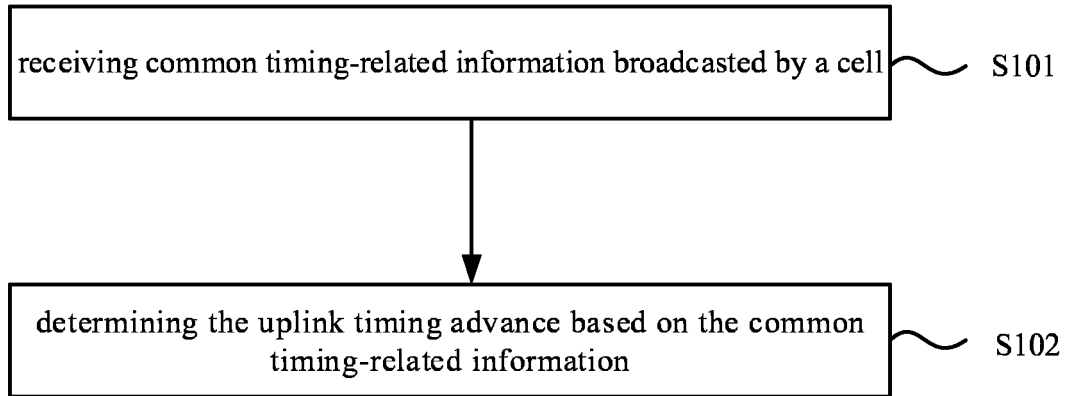 receiving common timing-related information broadcasted by a cell
S101
determining the uplink timing advance based on the common
timing-related information
S102